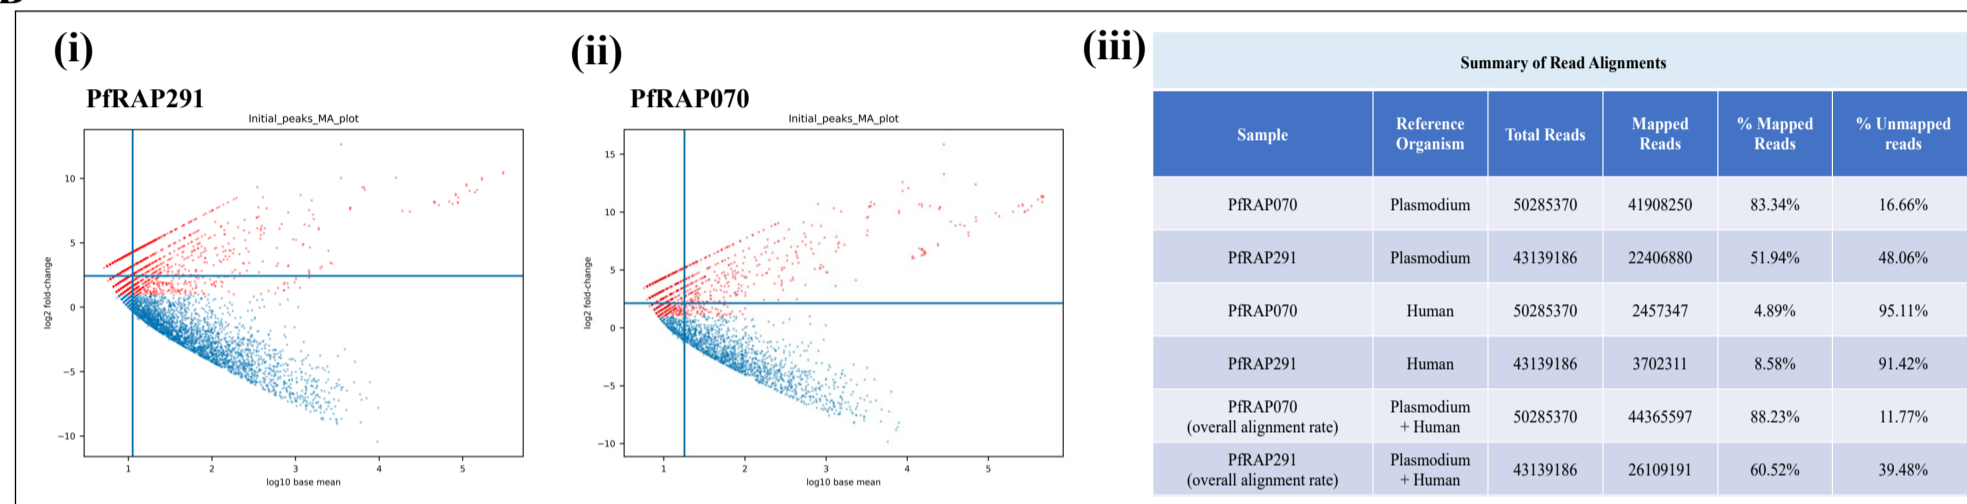 (i)
PfRAP291
Initial_peaks_MA_plot
log2 fold-change
10
5
0
−5
−10
1 2 3 4 5
log10 base mean
(ii)
PfRAP070
Initial_peaks_MA_plot
log2 fold-change
15
10
5
0
−5
−10
1 2 3 4 5
log10 base mean
(iii)
Summary of Read Alignments
Sample Reference Organism Total Reads Mapped Reads % Mapped Reads % Unmapped reads
PfRAP070 Plasmodium 50285370 41908250 83.34% 16.66%
PfRAP291 Plasmodium 43139186 22406880 51.94% 48.06%
PfRAP070 Human 50285370 2457347 4.89% 95.11%
PfRAP291 Human 43139186 3702311 8.58% 91.42%
PfRAP070 (overall alignment rate) Plasmodium + Human 50285370 44365597 88.23% 11.77%
PfRAP291 (overall alignment rate) Plasmodium + Human 43139186 26109191 60.52% 39.48%